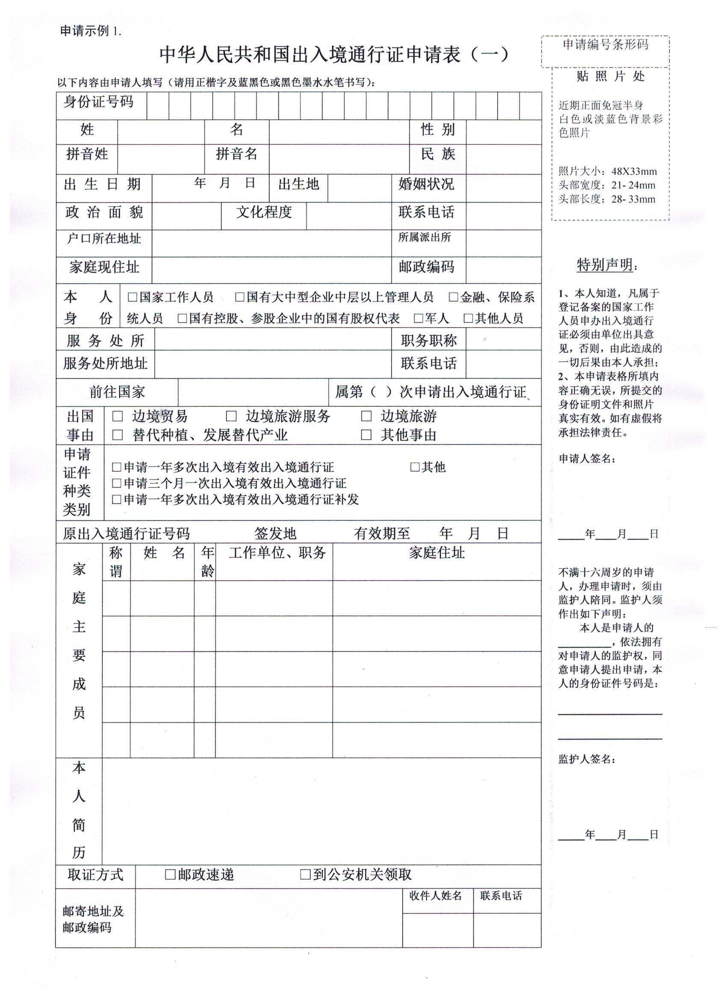 申请示例 1.
中华人民共和国出入境通行证申请表（一）
申请编号条形码
以下内容由申请人填写（请用正楷字及蓝黑色或黑色墨水水笔书写）：
身份证号码
姓 名 性 别
拼音姓 拼音名 民 族
出 生 日 期 年 月 日 出生地 婚姻状况
政 治 面 貌 文化程度 联系电话
户口所在地址 所属派出所
家庭现住址 邮政编码
本 人 □国家工作人员 □国有大中型企业中层以上管理人员 □金融、保险系
身 份 统人员 □国有控股、参股企业中的国有股权代表 □军人 □其他人员
服 务 处 所 职务职称
服务处所地址 联系电话
前往国家 属第（ ）次申请出入境通行证
出国 □ 边境贸易 □ 边境旅游服务 □ 边境旅游
事由 □ 替代种植、发展替代产业 □ 其他事由
申请
证件
种类
类别
□申请一年多次出入境有效出入境通行证 □其他
□申请三个月一次出入境有效出入境通行证
□申请一年多次出入境有效出入境通行证补发
原出入境通行证号码 签发地 有效期至 年 月 日
家庭主要成员
称谓 姓 名 年龄 工作单位、职务 家庭住址
本人简历
取证方式 □邮政速递 □到公安机关领取
邮寄地址及
邮政编码
收件人姓名 联系电话
贴 照 片 处
近期正面免冠半身
白色或淡蓝色背景彩
色照片
照片大小：48X33mm
头部宽度：21- 24mm
头部长度：28- 33mm
特别声明：
1、本人知道，凡属于
登记备案的国家工作
人员申办出入境通行
证必须由单位出具意
见，否则，由此造成的
一切后果由本人承担；
2、本申请表格所填内
容正确无误，所提交的
身份证明文件和照片
真实有效。如有虚假将
承担法律责任。
申请人签名：
____年____月____日
不满十六周岁的申请
人，办理申请时，须由
监护人陪同。监护人须
作出如下声明：
本人是申请人的
________，依法拥有
对申请人的监护权，同
意申请人提出申请，本
人的身份证件号码是：
监护人签名：
____年____月____日